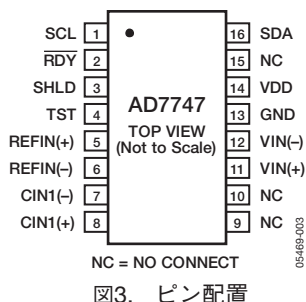 SCL 1 16 SDA
RDY 2 15 NC
SHLD 3 14 VDD
TST 4 AD7747 13 GND
REFIN(+) 5 TOP VIEW 12 VIN(–)
(Not to Scale)
REFIN(–) 6 11 VIN(+)
CIN1(–) 7 10 NC
CIN1(+) 8 9 NC
NC = NO CONNECT
05469-003
図3. ピン配置